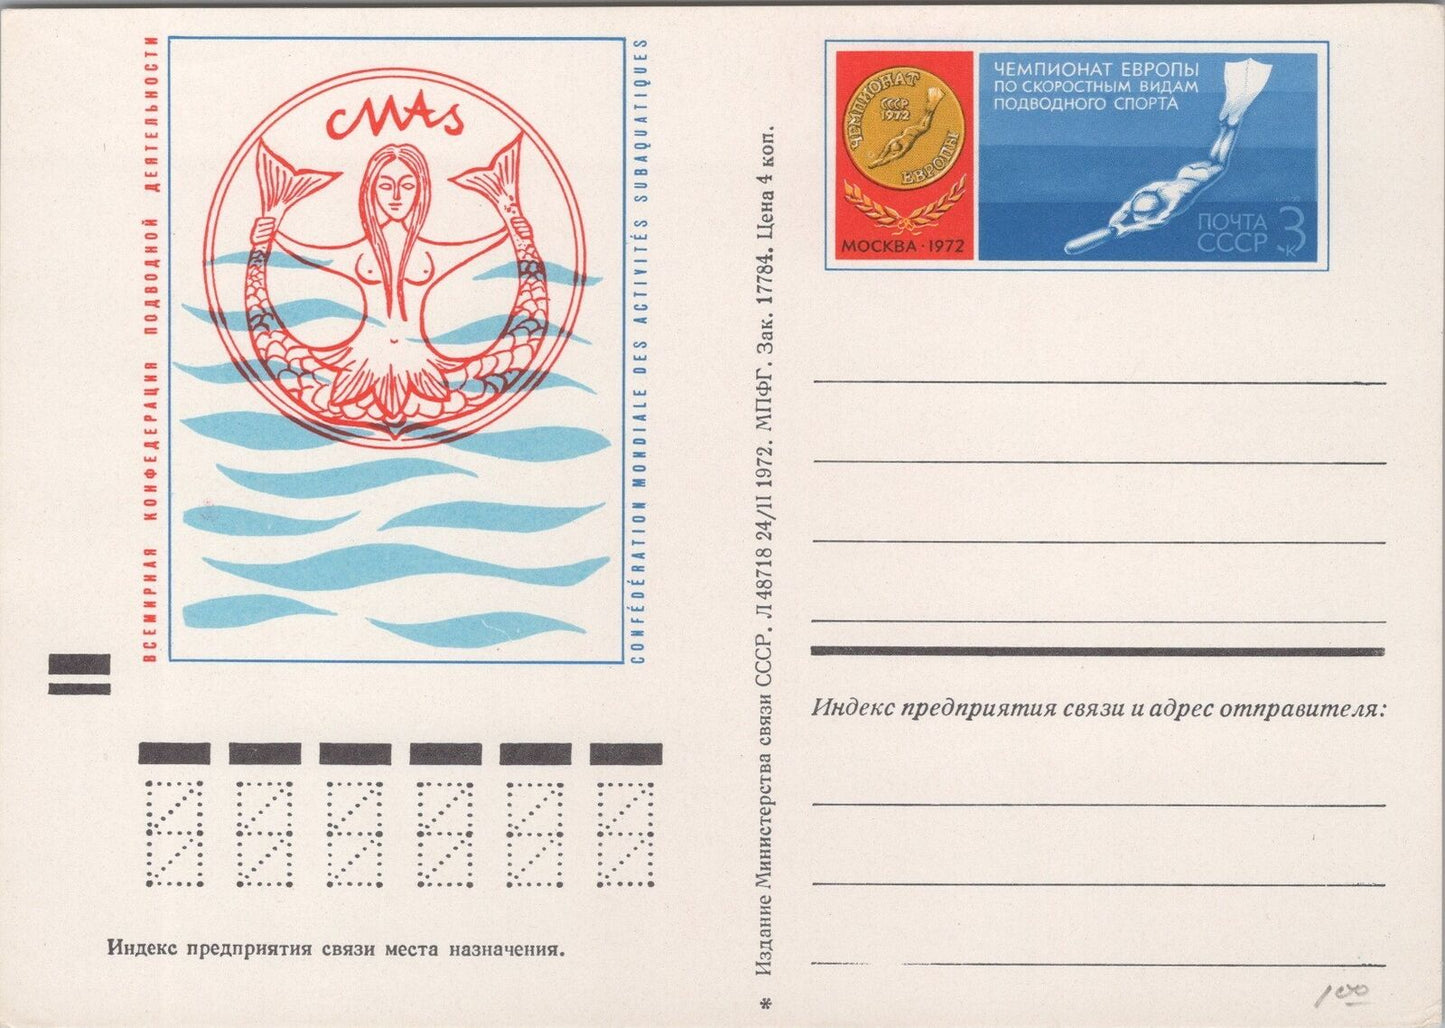 ВСЕМИРНАЯ КОНФЕДЕРАЦИЯ ПОДВОДНОЙ ДЕЯТЕЛЬНОСТИ
CMAS
CONFÉDÉRATION MONDIALE DES ACTIVITÉS SUBAQUATIQUES
Индекс предприятия связи места назначения.
Издание Министерства связи СССР. Л 48718 24/II 1972. МПФГ. Зак. 17784. Цена 4 коп.
*
ЧЕМПИОНАТ
СССР
1972
ЕВРОПЫ
МОСКВА · 1972
ЧЕМПИОНАТ ЕВРОПЫ
ПО СКОРОСТНЫМ ВИДАМ
ПОДВОДНОГО СПОРТА
ПОЧТА
СССР
3
К
Индекс предприятия связи и адрес отправителя:
100